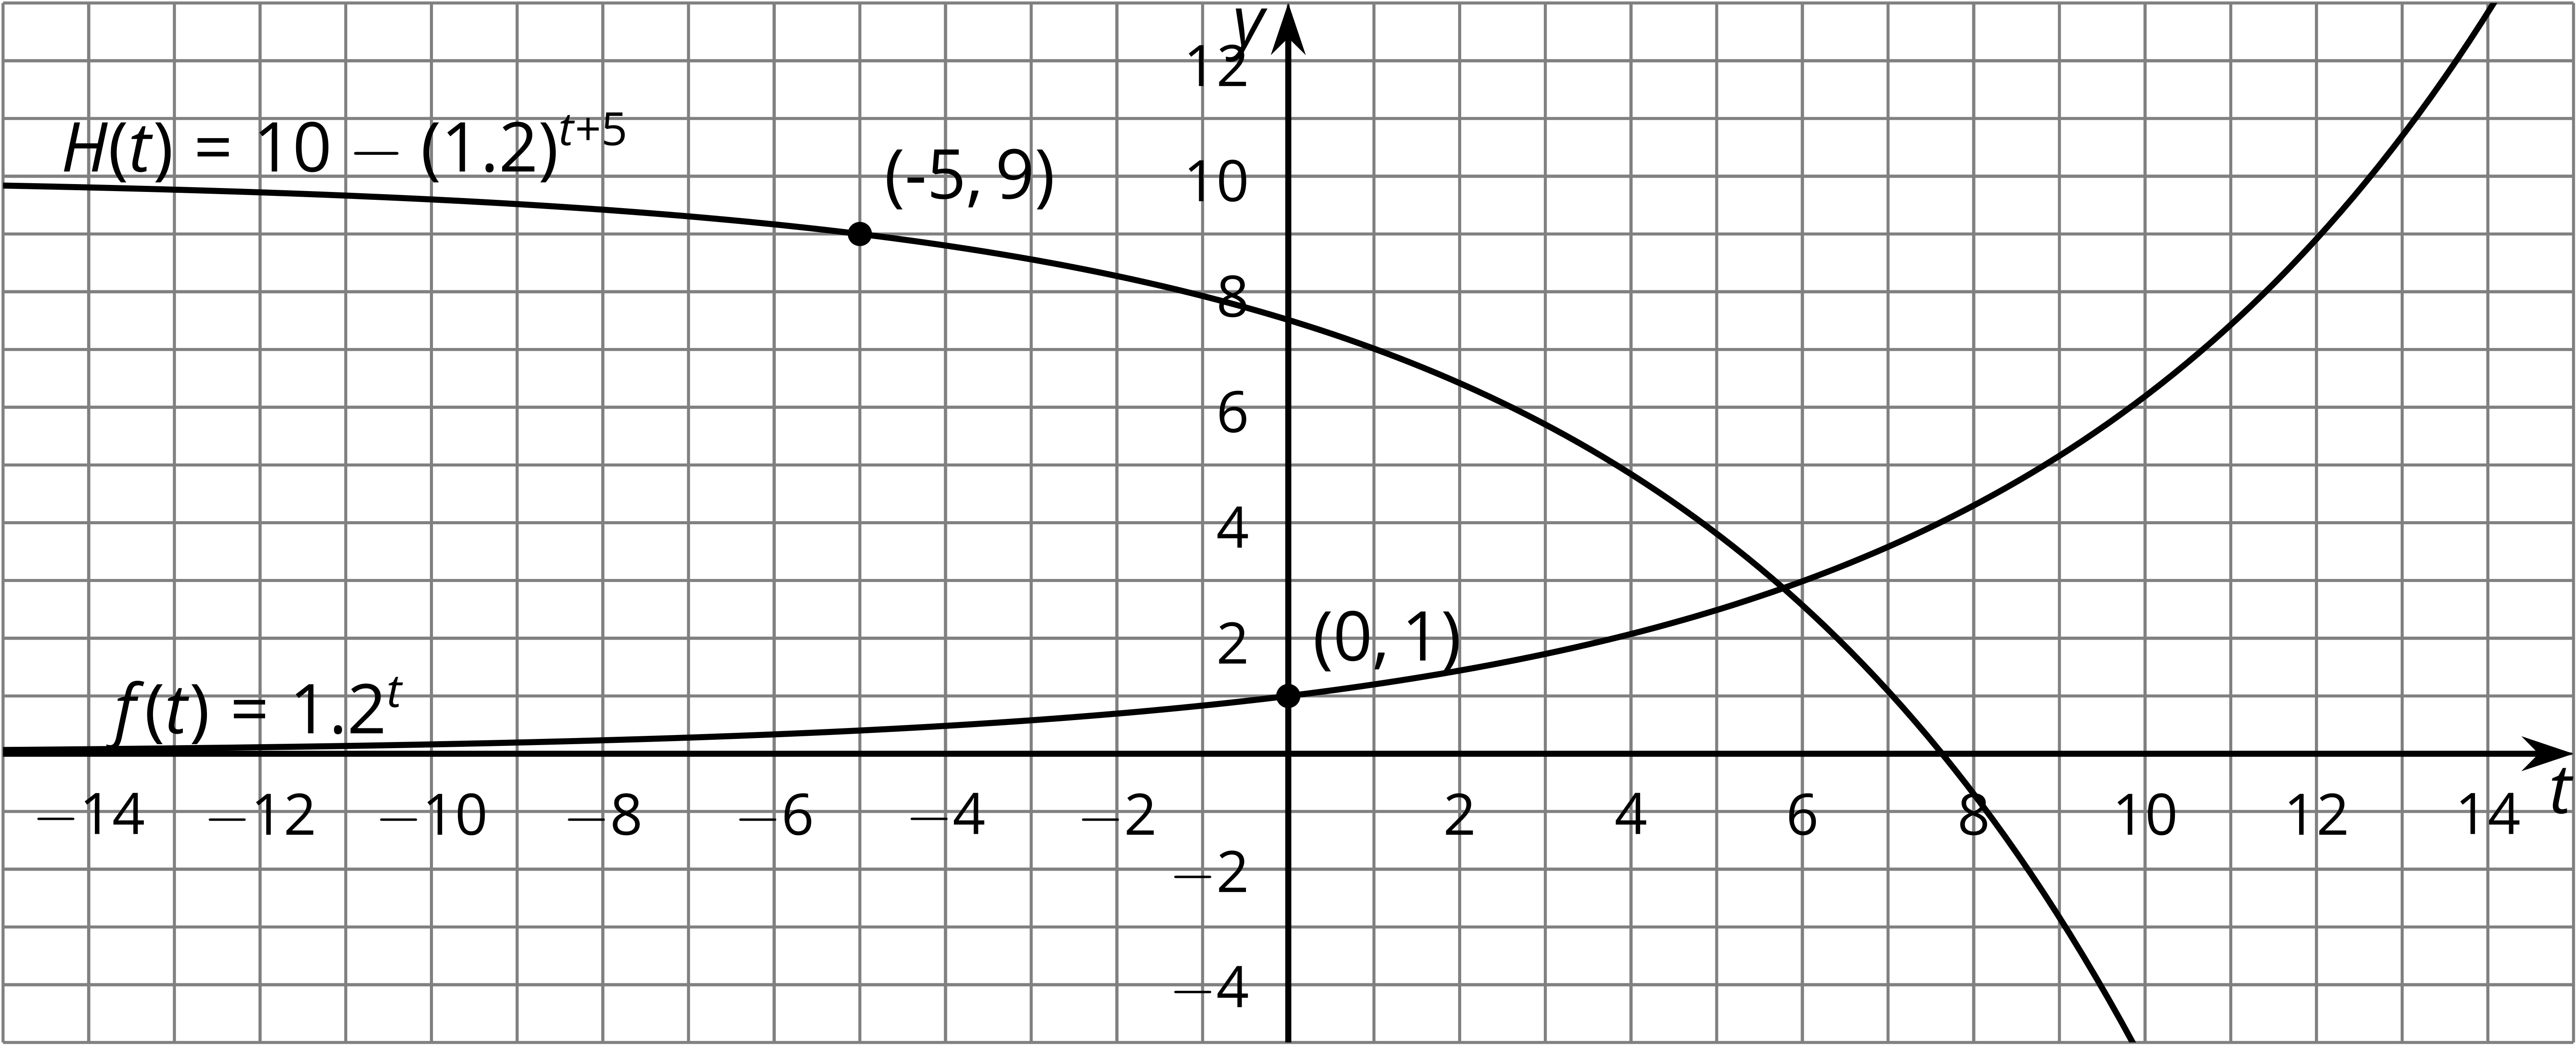 y
12
H(t) = 10 – (1.2)^{t+5}
(-5, 9)
10
8
6
4
(0, 1)
2
f(t) = 1.2^{t}
–14 –12 –10 –8 –6 –4 –2 2 4 6 8 10 12 14 t
–2
–4